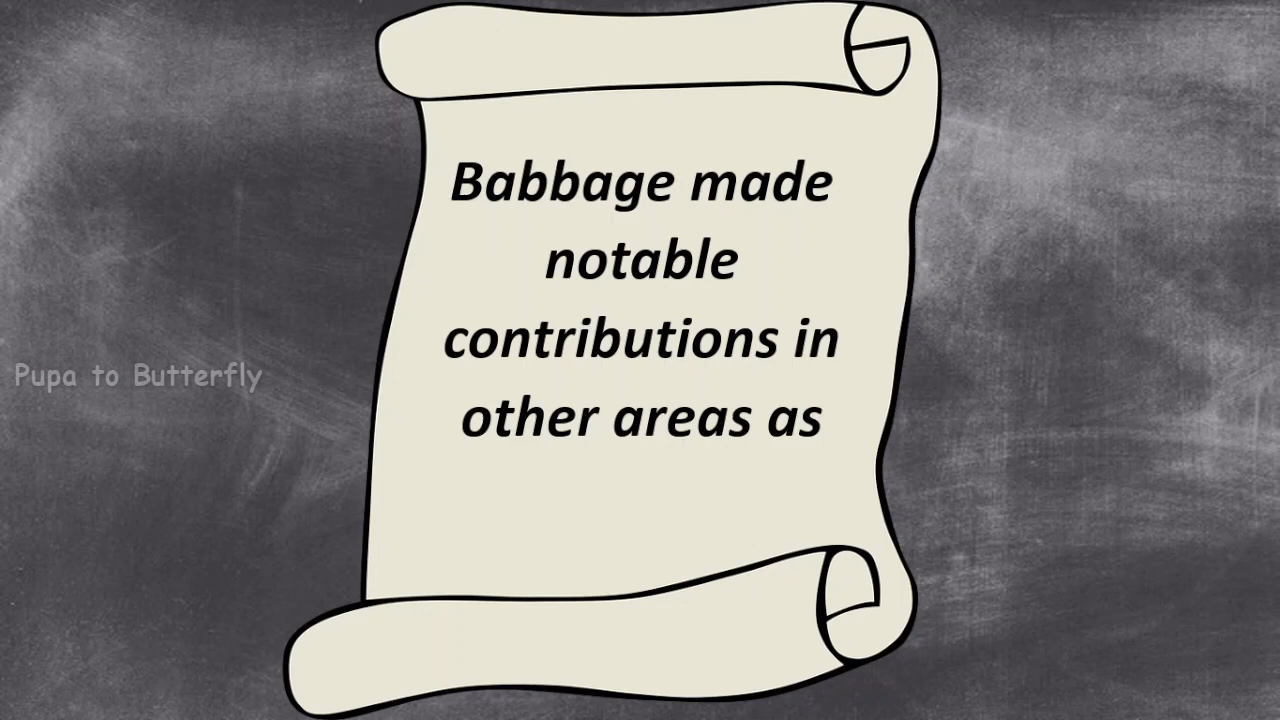 Babbage made
notable
contributions in
other areas as
Pupa to Butterfly